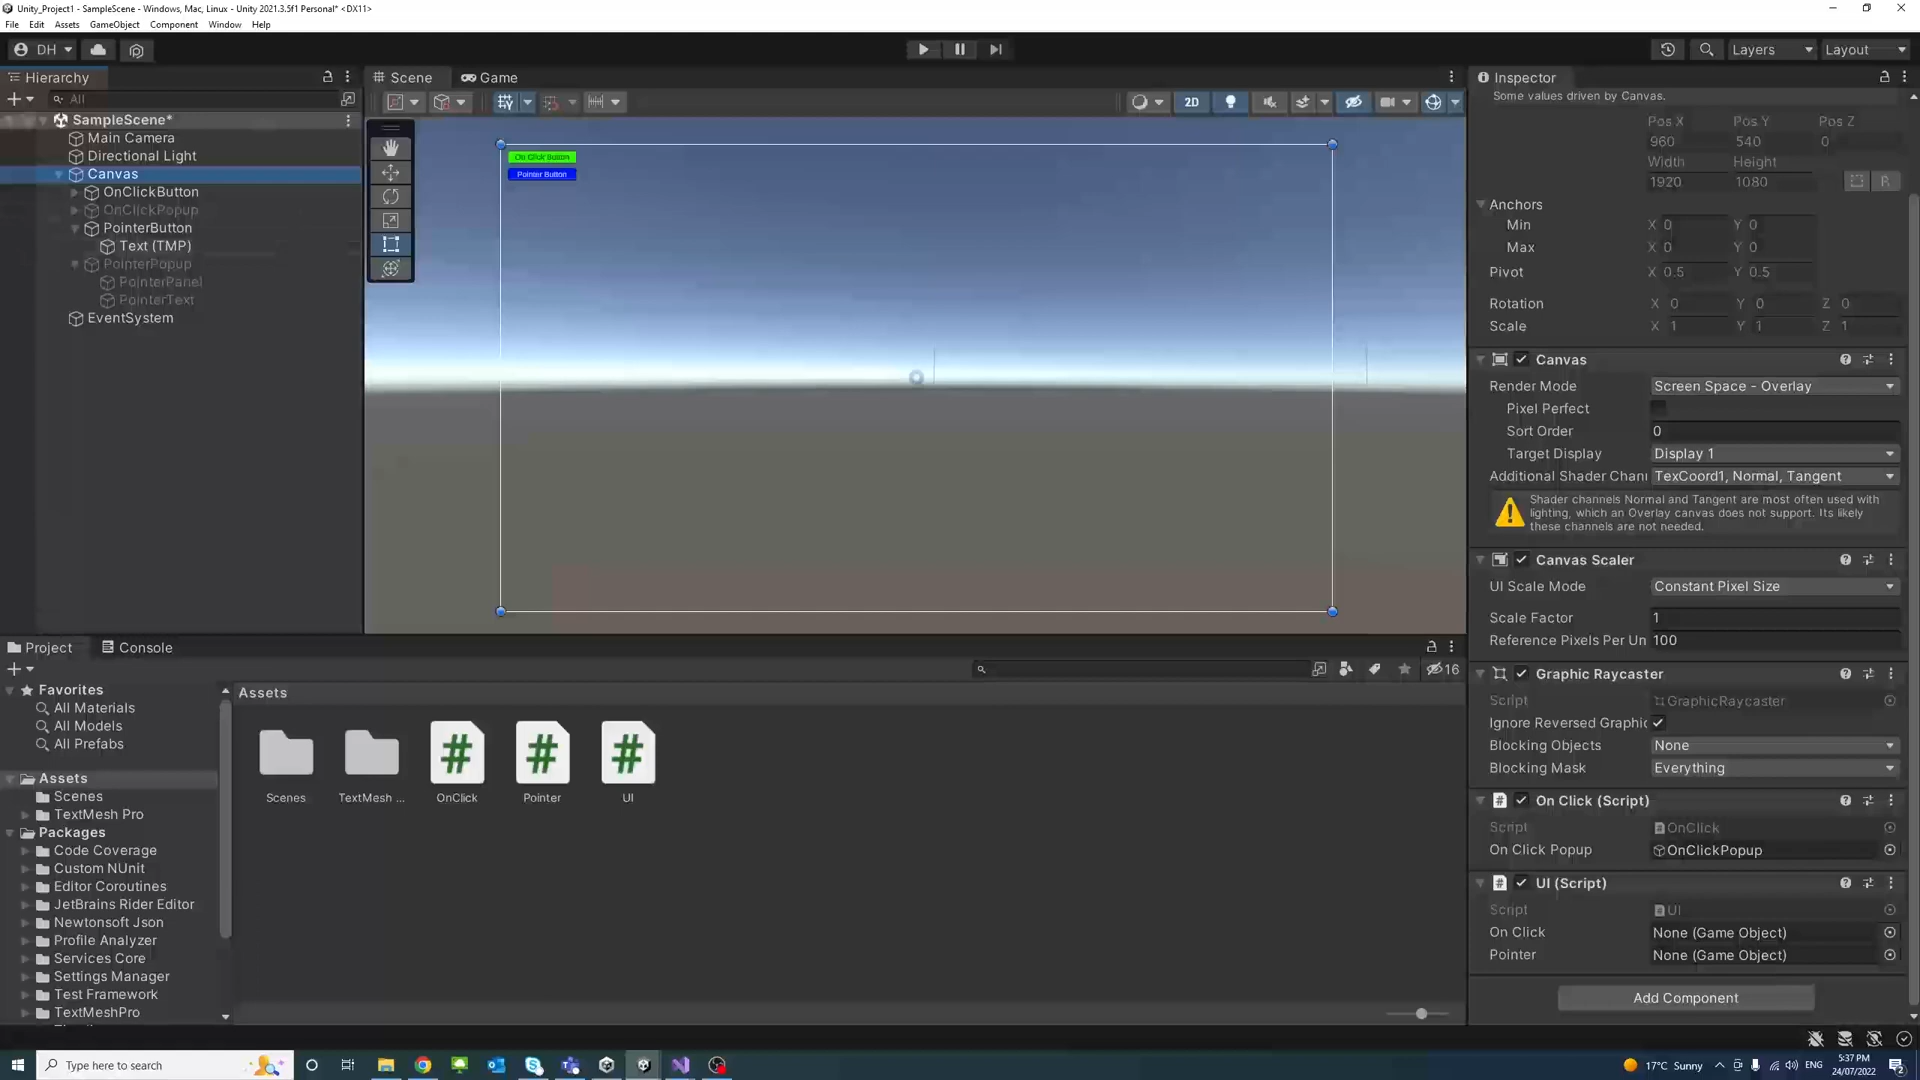 Unity_Project1 - SampleScene - Windows, Mac, Linux - Unity 2021.3.5f1 Personal* <DX11>
File Edit Assets GameObject Component Window Help
DH
Layers
Layout
Hierarchy
All
SampleScene*
Main Camera
Directional Light
Canvas
OnClickButton
OnClickPopup
PointerButton
Text (TMP)
PointerPopup
PointerPanel
PointerText
EventSystem
Scene
Game
2D
On Click Button
Pointer Button
Inspector
Some values driven by Canvas.
Pos X Pos Y Pos Z
960 540 0
Width Height
1920 1080 R
Anchors
Min X 0 Y 0
Max X 0 Y 0
Pivot X 0.5 Y 0.5
Rotation X 0 Y 0 Z 0
Scale X 1 Y 1 Z 1
Canvas
Render Mode Screen Space - Overlay
Pixel Perfect
Sort Order 0
Target Display Display 1
Additional Shader Chan TexCoord1, Normal, Tangent
Shader channels Normal and Tangent are most often used with
lighting, which an Overlay canvas does not support. Its likely
these channels are not needed.
Canvas Scaler
UI Scale Mode Constant Pixel Size
Scale Factor 1
Reference Pixels Per Un 100
Graphic Raycaster
Script GraphicRaycaster
Ignore Reversed Graphic
Blocking Objects None
Blocking Mask Everything
On Click (Script)
Script OnClick
On Click Popup OnClickPopup
UI (Script)
Script UI
On Click None (Game Object)
Pointer None (Game Object)
Add Component
Project
Console
16
Favorites
All Materials
All Models
All Prefabs
Assets
Scenes
TextMesh Pro
Packages
Code Coverage
Custom NUnit
Editor Coroutines
JetBrains Rider Editor
Newtonsoft Json
Profile Analyzer
Services Core
Settings Manager
Test Framework
TextMeshPro
Assets
Scenes
TextMesh ...
OnClick
Pointer
UI
Type here to search
17°C Sunny
ENG
5:37 PM
24/07/2022
2